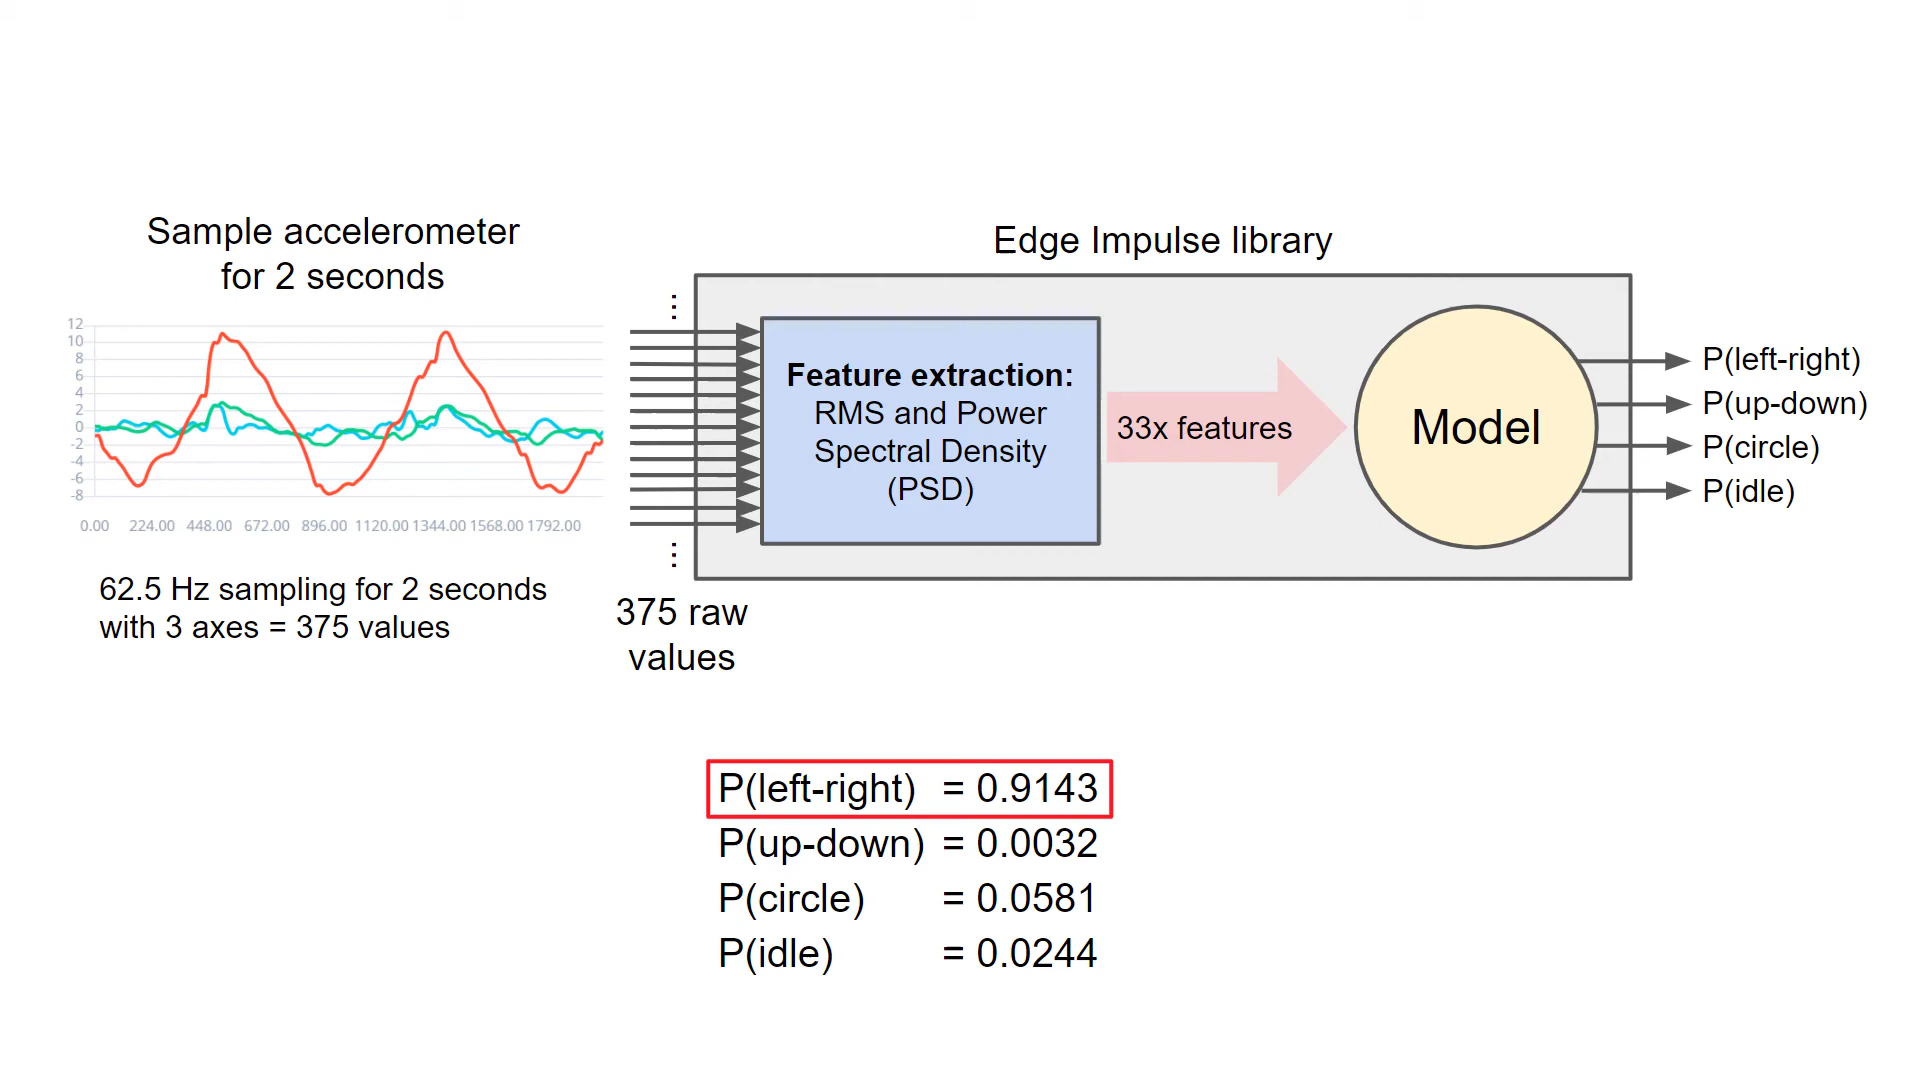 Sample accelerometer
for 2 seconds
12
10
8
6
4
2
0
-2
-4
-6
-8
0.00 224.00 448.00 672.00 896.00 1120.00 1344.00 1568.00 1792.00
62.5 Hz sampling for 2 seconds
with 3 axes = 375 values
375 raw
values
Edge Impulse library
Feature extraction:
RMS and Power
Spectral Density
(PSD)
33x features
Model
P(left-right)
P(up-down)
P(circle)
P(idle)
P(left-right) = 0.9143
P(up-down) = 0.0032
P(circle) = 0.0581
P(idle) = 0.0244